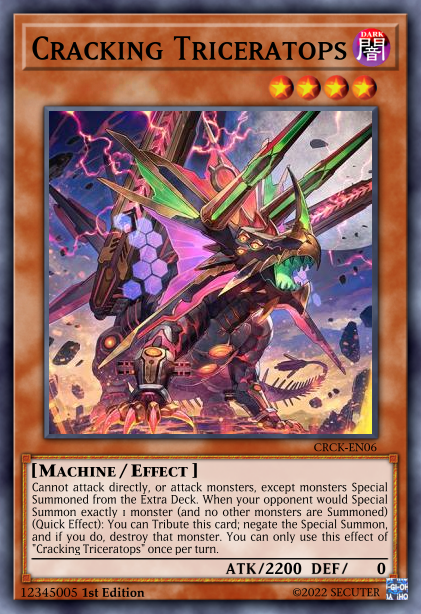 CRACKING TRICERATOPS
DARK
闇
CRCK-EN06
[MACHINE / EFFECT ]
Cannot attack directly, or attack monsters, except monsters Special
Summoned from the Extra Deck. When your opponent would Special
Summon exactly 1 monster (and no other monsters are Summoned)
(Quick Effect): You can Tribute this card; negate the Special Summon,
and if you do, destroy that monster. You can only use this effect of
"Cracking Triceratops" once per turn.
ATK/2200 DEF/ 0
12345005 1st Edition
©2022 SECUTER